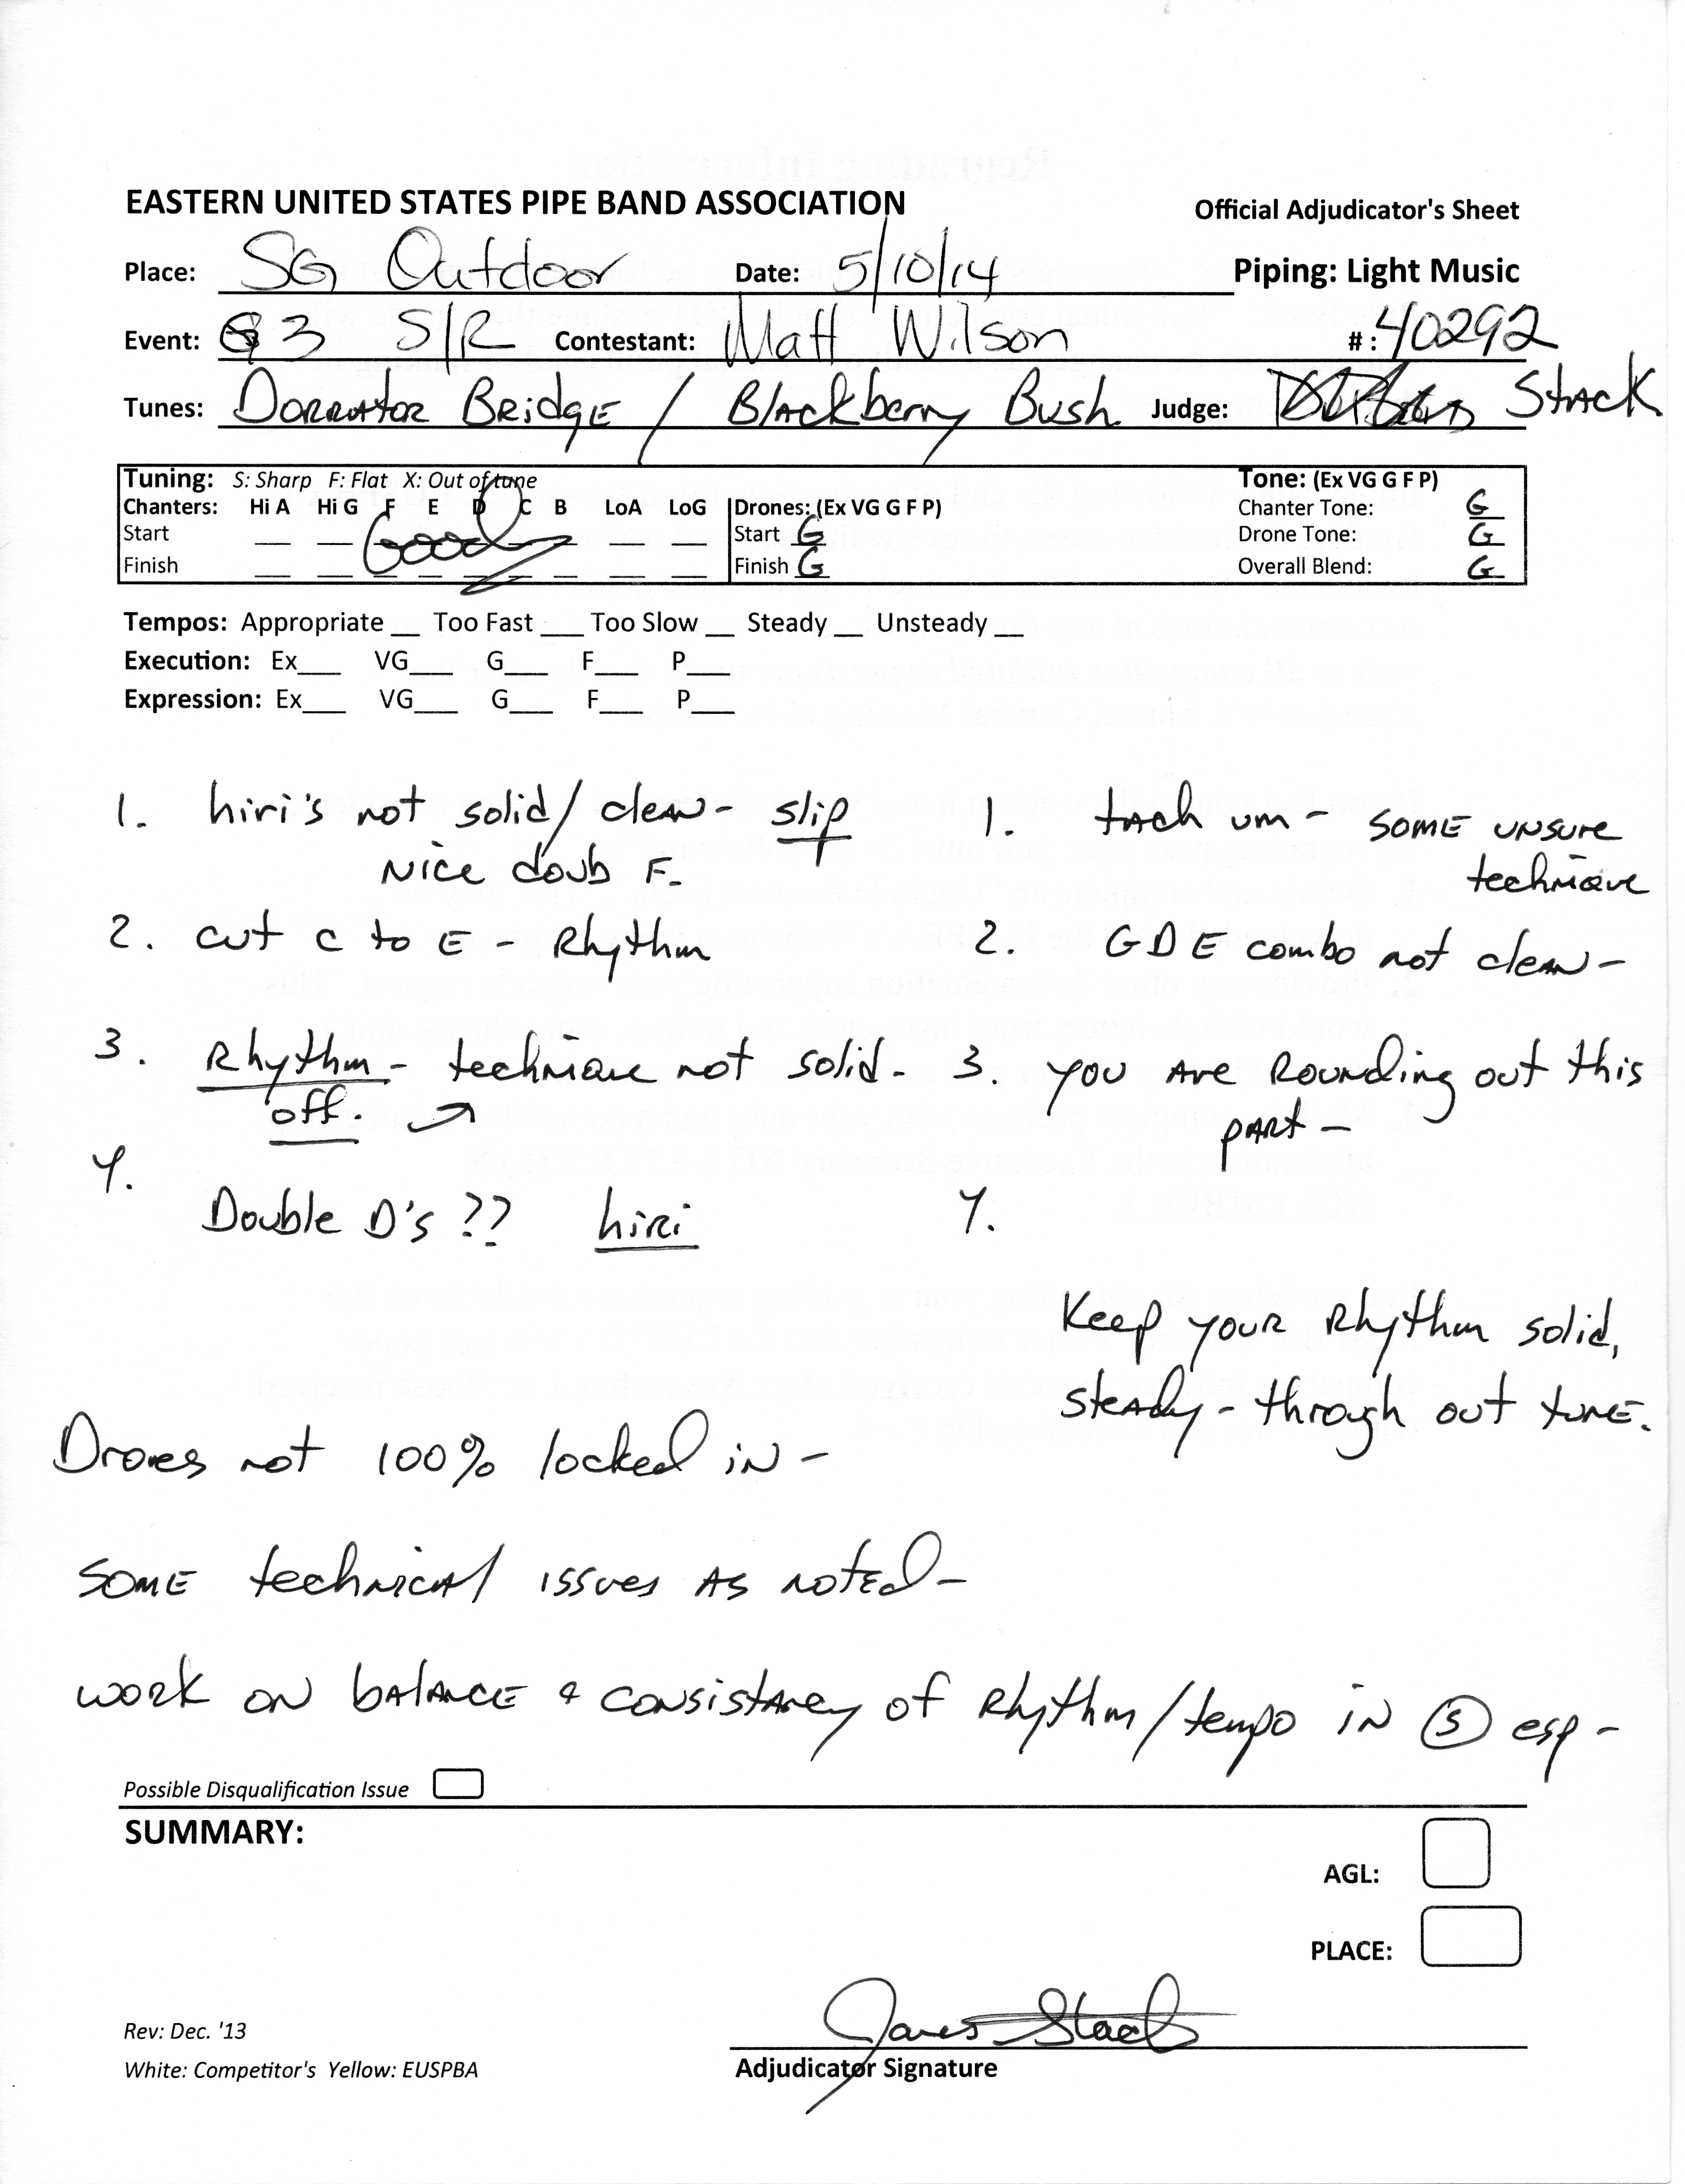 EASTERN UNITED STATES PIPE BAND ASSOCIATION Official Adjudicator's Sheet
Place: SG Outdoor Date: 5/10/14 Piping: Light Music
Event: G3 S/R Contestant: Matt Wilson #: 40292
Tunes: Dorrator Bridge / Blackberry Bush Judge: Stack
Tuning: S: Sharp F: Flat X: Out of tune Tone: (Ex VG G F P)
Chanters: Hi A Hi G F E D C B LoA LoG Drones: (Ex VG G F P) Chanter Tone: G
Start Good Start G Drone Tone: G
Finish Finish G Overall Blend: G
Tempos: Appropriate __ Too Fast ___ Too Slow __ Steady __ Unsteady __
Execution: Ex___ VG___ G___ F___ P___
Expression: Ex___ VG___ G___ F___ P___
1. hiri's not solid/clean - slip
Nice doub F.
2. cut C to E - Rhythm
3. Rhythm - technique not solid.
off.
4.
Double D's ?? hiri
1. tach um - some unsure
technique
2. GDE combo not clean -
3. you are Rounding out this
part -
4.
Keep your Rhythm solid,
steady - through out tune.
Drones not 100% locked in -
Some technical issues as noted -
work on balance & consistancy of Rhythm/tempo in S esp -
Possible Disqualification Issue
SUMMARY:
AGL:
PLACE:
Rev: Dec. '13 James Stack
White: Competitor's Yellow: EUSPBA Adjudicator Signature